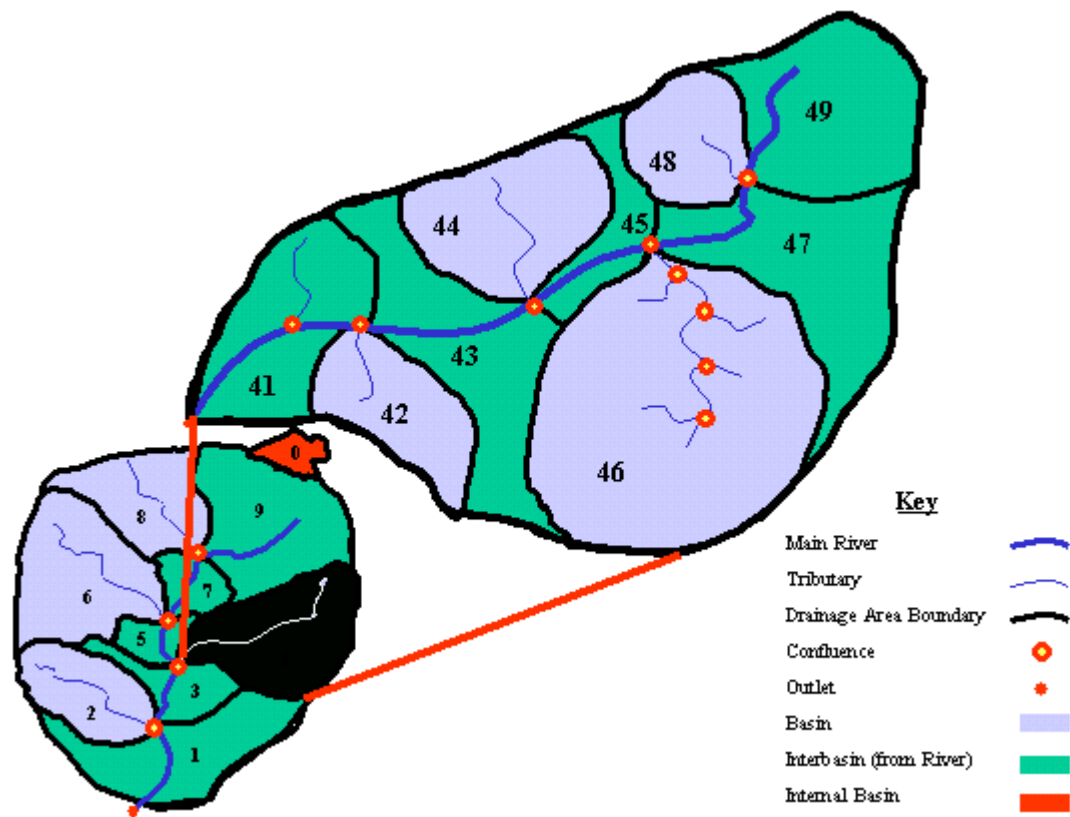 49
48
44
45
47
43
41
42
46
0
8
9
6
7
5
3
2
1
Key
Main River
Tributary
Drainage Area Boundary
Confluence
Outlet
Basin
Interbasin (from River)
Internal Basin